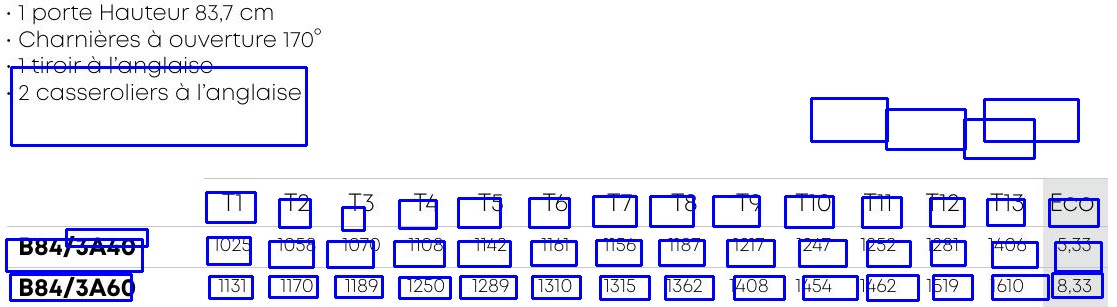 · 1 porte Hauteur 83,7 cm
· Charnières à ouverture 170°
· 1 tiroir à l'anglaise
· 2 casseroliers à l'anglaise
T1 T2 T3 T4 T5 T6 T7 T8 T9 T10 T11 T12 T13 Eco
B84/3A40 1025 1058 1070 1108 1142 1161 1156 1187 1217 1247 1252 1281 1406 5,33
B84/3A60 1131 1170 1189 1250 1289 1310 1315 1362 1408 1454 1462 1519 1610 8,33